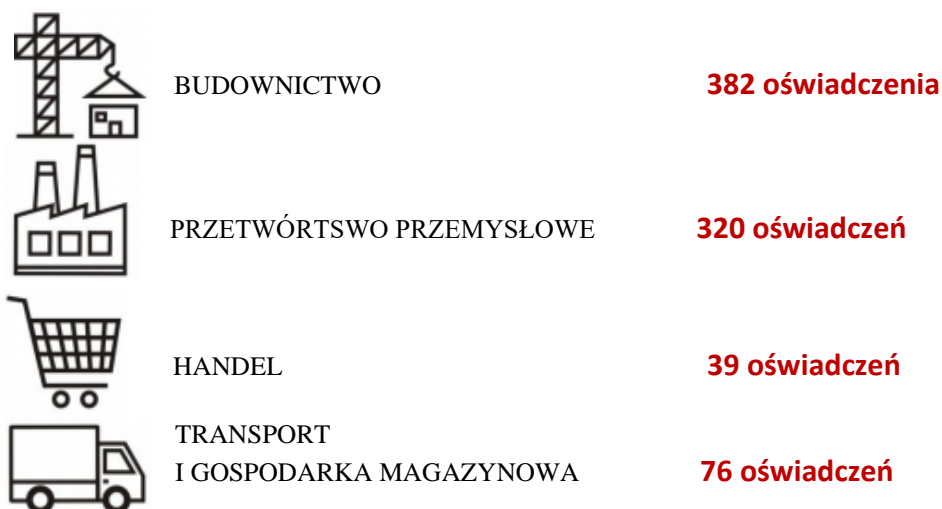 BUDOWNICTWO 382 oświadczenia
PRZETWÓRTSWO PRZEMYSŁOWE 320 oświadczeń
HANDEL 39 oświadczeń
TRANSPORT
I GOSPODARKA MAGAZYNOWA 76 oświadczeń